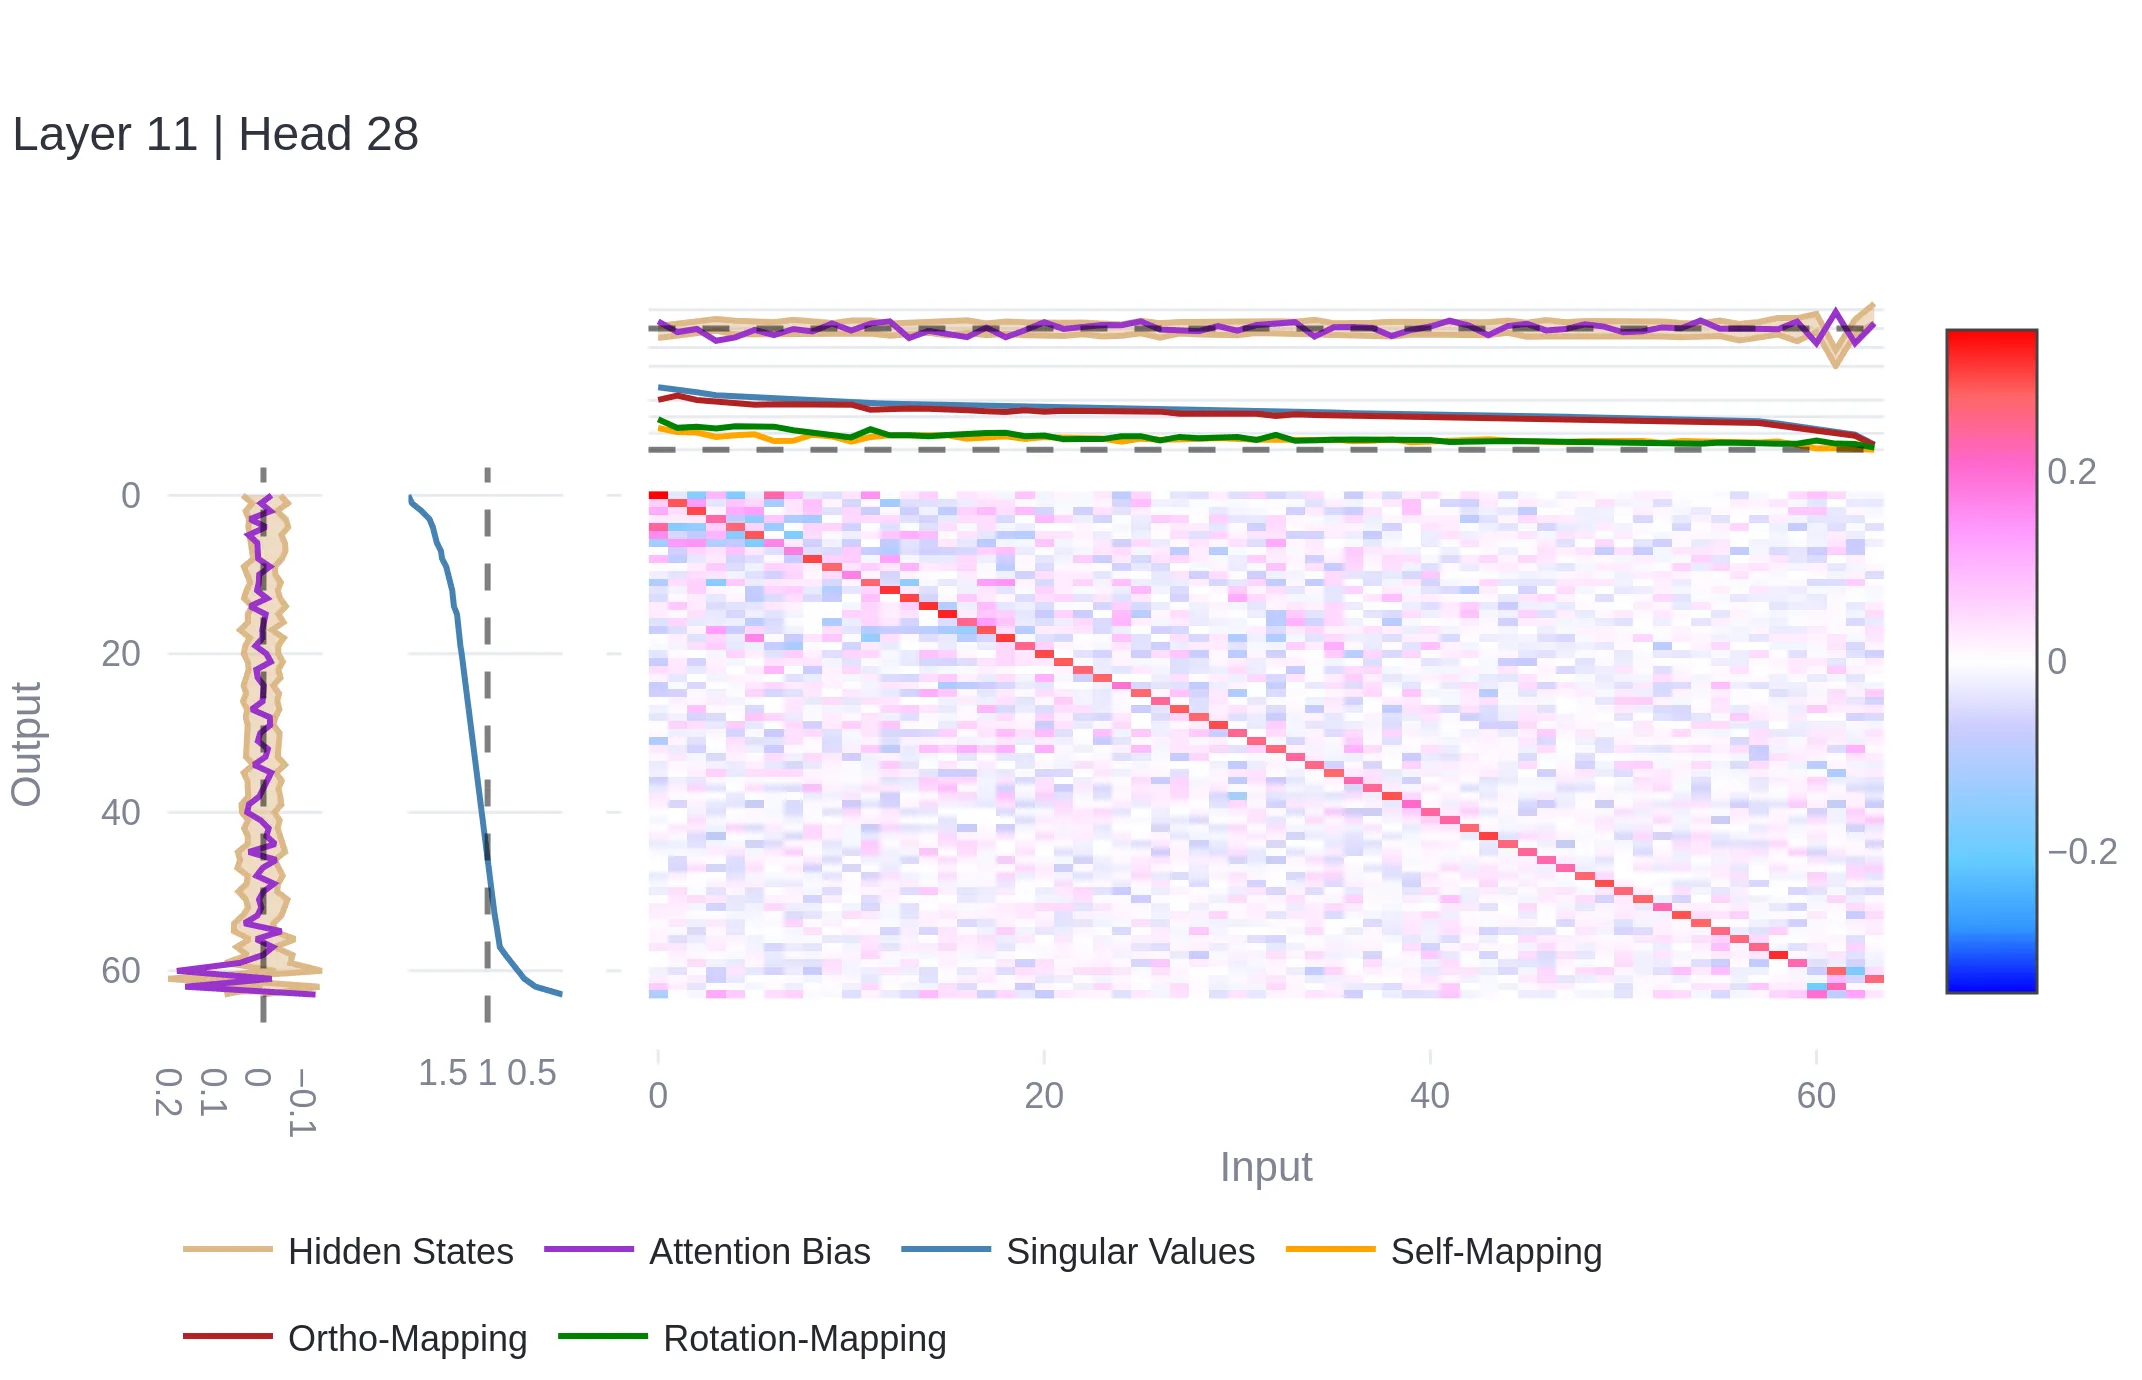 Layer 11 | Head 28
0
20
40
60
Output
0.2
0.1
0
−0.1
1.5 1 0.5
0 20 40 60
Input
0.2
0
−0.2
Hidden States Attention Bias Singular Values Self-Mapping
Ortho-Mapping Rotation-Mapping